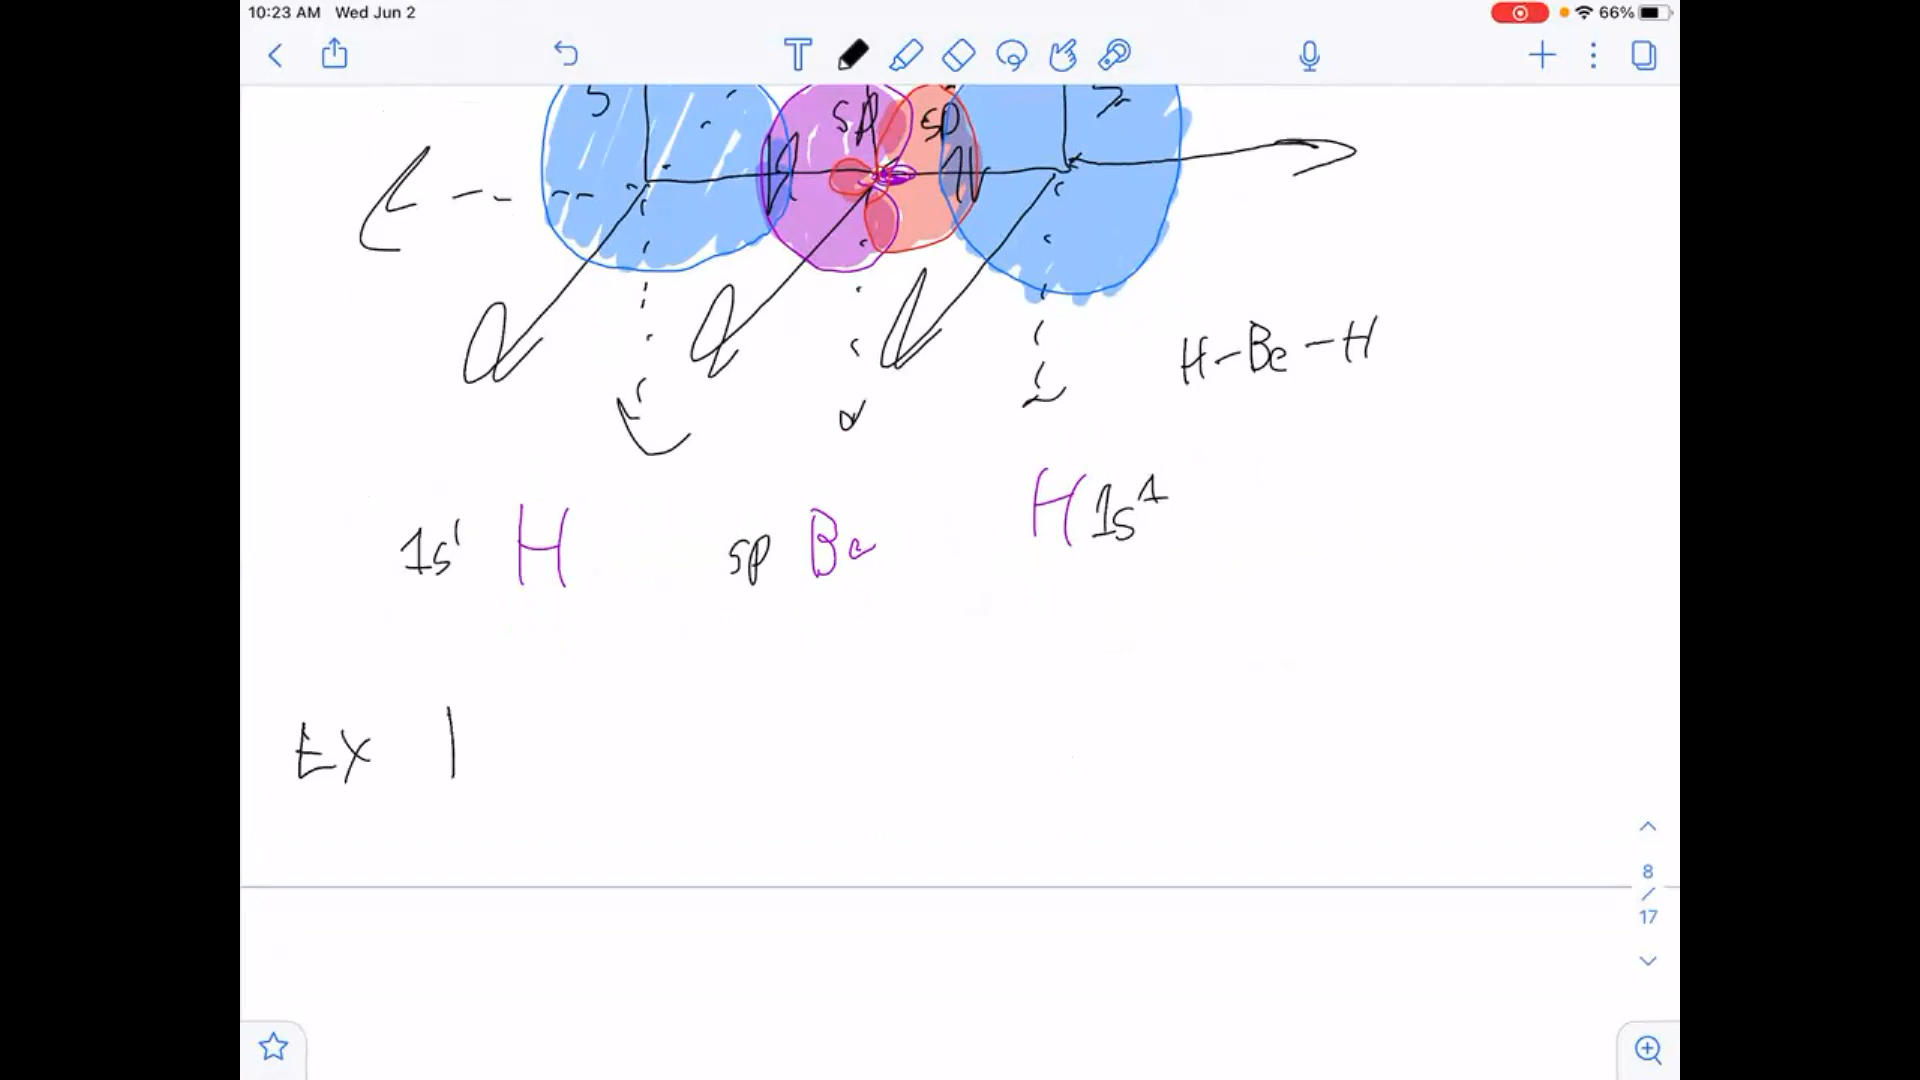 10:23 AM Wed Jun 2
66%
T
S
sp
sp
H-Be-H
1s¹ H
sp Be
H 1s¹
Ex 1
8
/
17